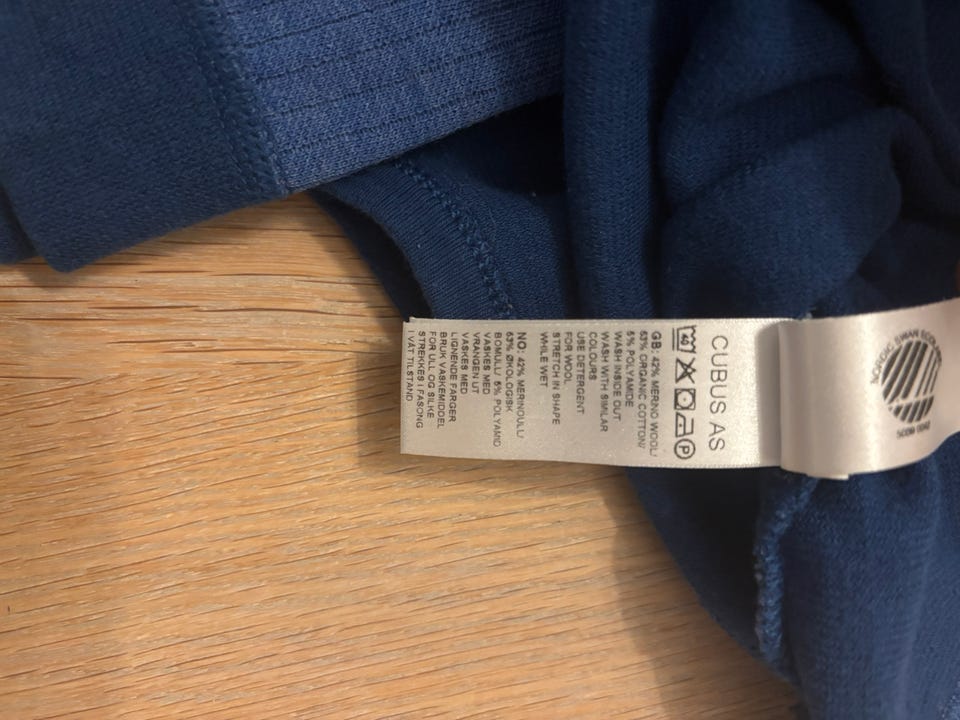 CUBUS AS
40 P
GB: 42% MERINO WOOL/
53% ORGANIC COTTON/
5% POLYAMIDE
WASH INSIDE OUT
WASH WITH SIMILAR
COLOURS
USE DETERGENT
FOR WOOL
STRETCH IN SHAPE
WHILE WET
NO: 42% MERINOULL/
53% ØKOLOGISK
BOMULL/ 5% POLYAMID
VASKES MED
VRANGEN UT
VASKES MED
LIGNENDE FARGER
BRUK VASKEMIDDEL
FOR ULL OG SILKE
STREKKES I FASONG
I VÅT TILSTAND
NORDIC SWAN ECOLABEL